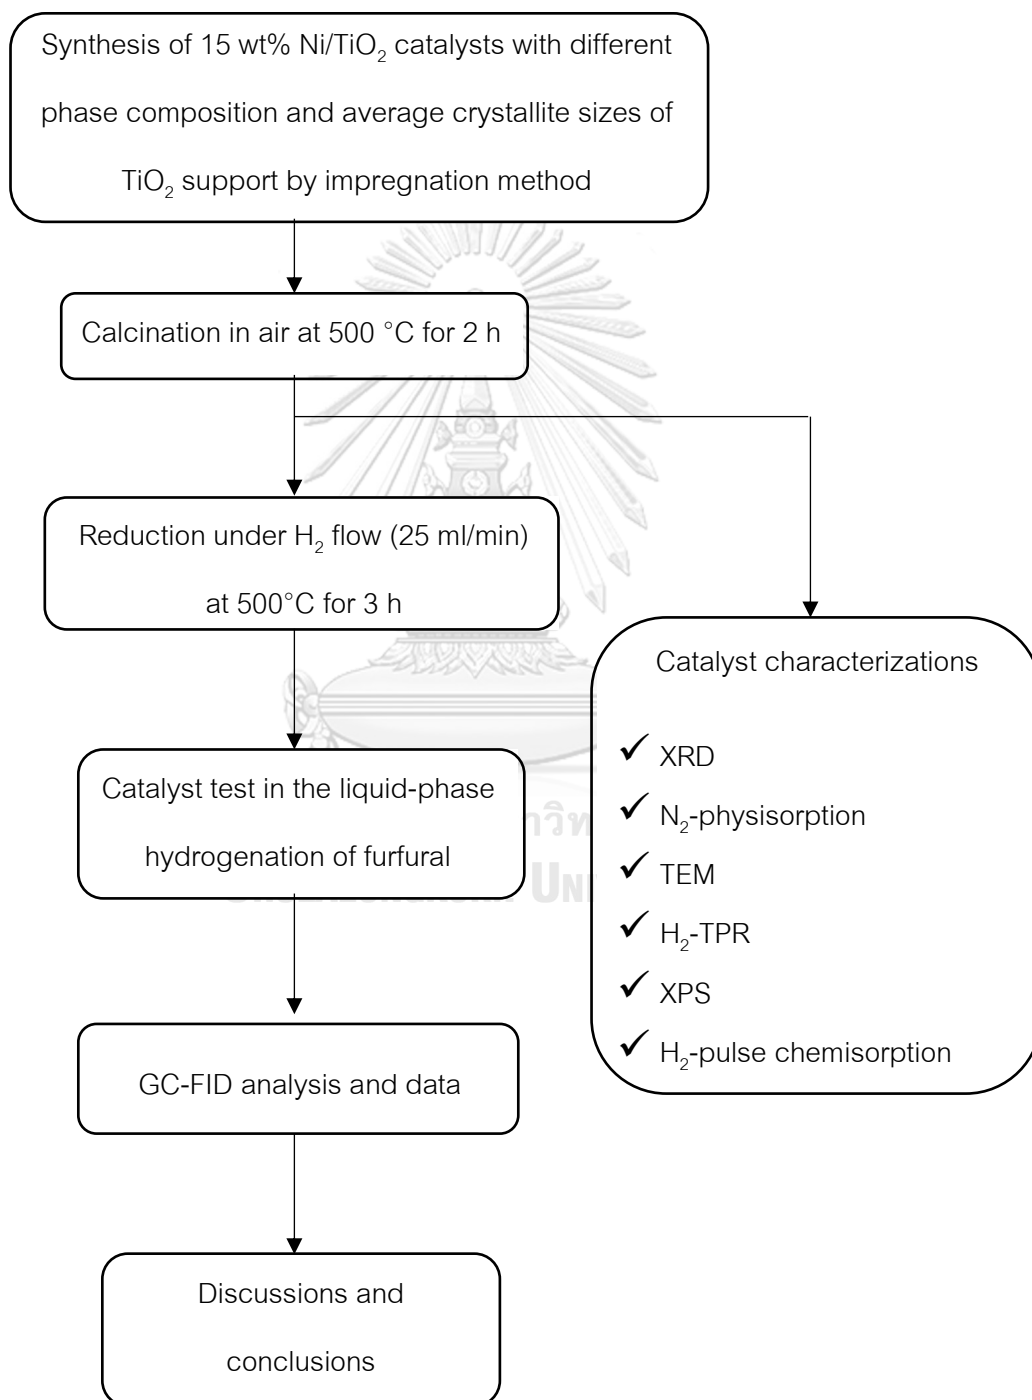 Synthesis of 15 wt% Ni/TiO₂ catalysts with different
phase composition and average crystallite sizes of
TiO₂ support by impregnation method
Calcination in air at 500 °C for 2 h
Reduction under H₂ flow (25 ml/min)
at 500°C for 3 h
Catalyst test in the liquid-phase
hydrogenation of furfural
GC-FID analysis and data
Discussions and
conclusions
Catalyst characterizations
✓ XRD
✓ N₂-physisorption
✓ TEM
✓ H₂-TPR
✓ XPS
✓ H₂-pulse chemisorption